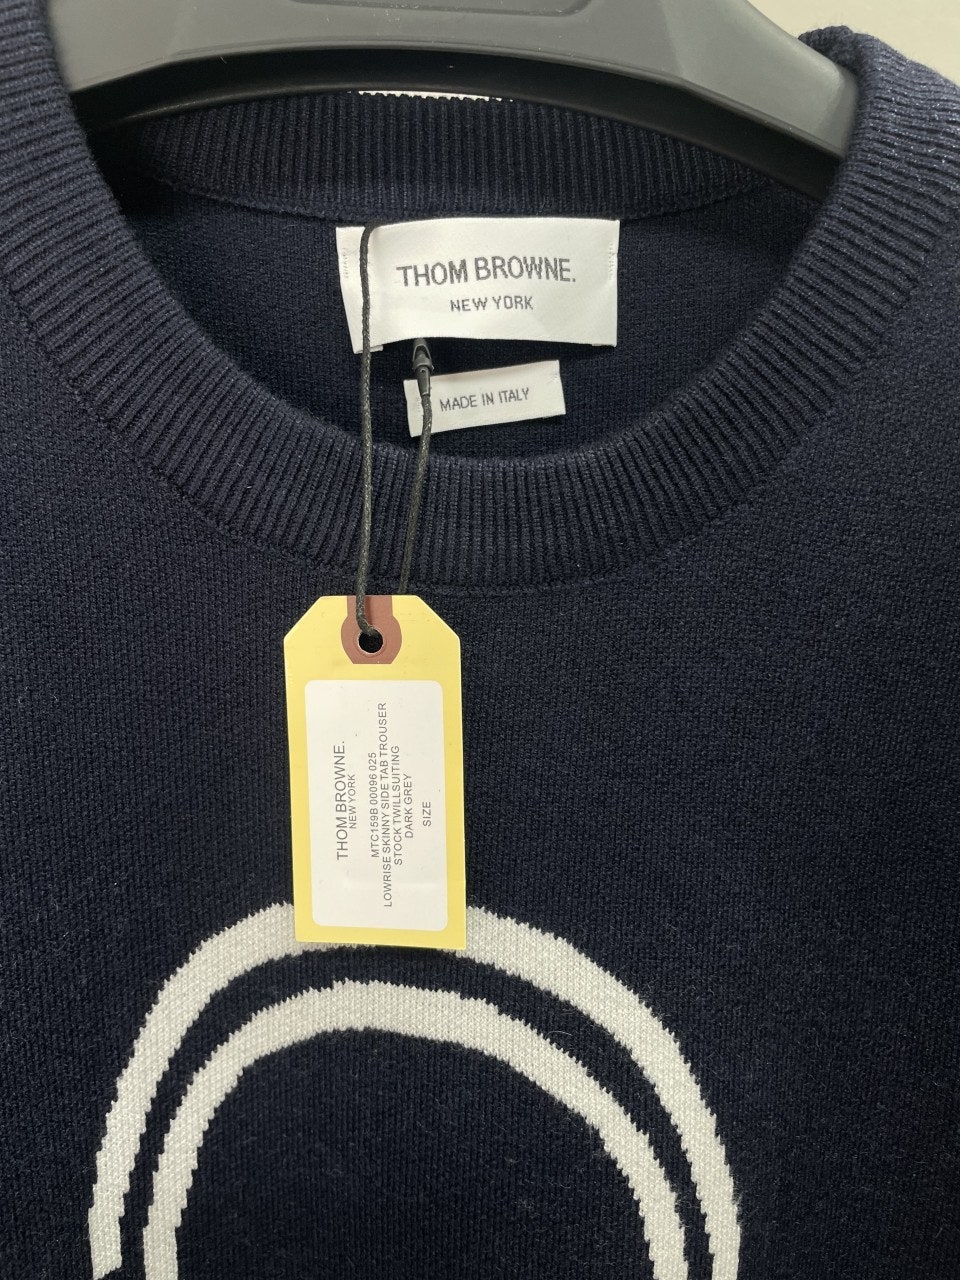 THOM BROWNE.
NEW YORK
MADE IN ITALY
THOM BROWNE.
NEW YORK
MTC159B 00096 025
LOWRISE SKINNY SIDE TAB TROUSER
STOCK TWILLSUITING
DARK GREY
SIZE